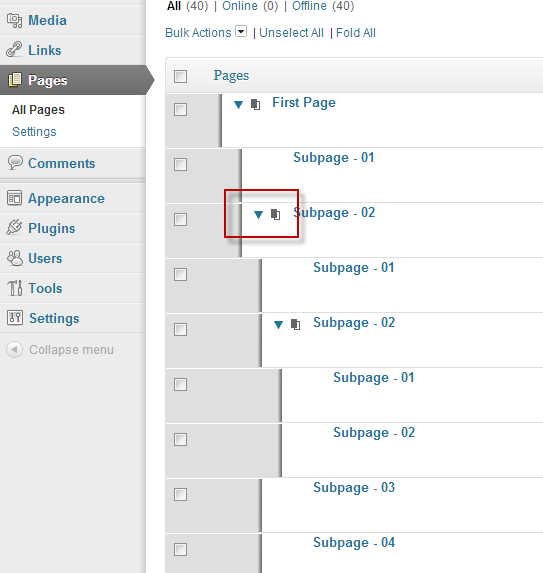 Media
Links
Pages
All Pages
Settings
Comments
Appearance
Plugins
Users
Tools
Settings
Collapse menu
All (40) | Online (0) | Offline (40)
Bulk Actions | Unselect All | Fold All
Pages
First Page
Subpage - 01
Subpage - 02
Subpage - 01
Subpage - 02
Subpage - 01
Subpage - 02
Subpage - 03
Subpage - 04